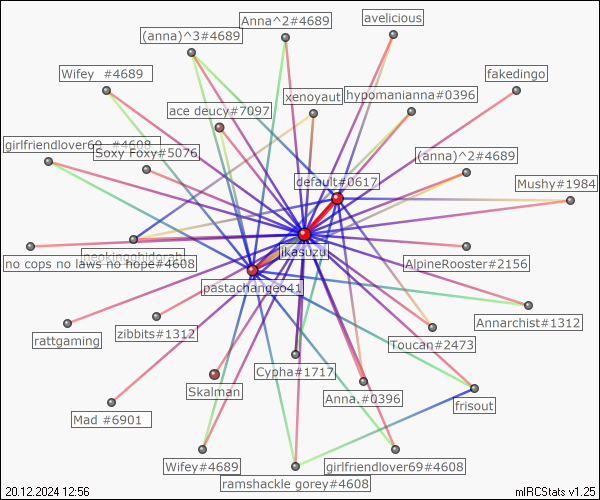 avelicious
Anna^2#4689
(anna)^3#4689
Wifey #4689
fakedingo
xenoyaut
hypomanianna#0396
ace deucy#7097
girlfriendlover69 #4608
Soxy Foxy#5076
(anna)^2#4689
default#0617
Mushy#1984
jikasuzu
no cops no laws no hope#4608
AlpineRooster#2156
pastachangeo41
Annarchist#1312
rattgaming
zibbits#1312
Toucan#2473
Cypha#1717
Skalman
Anna.#0396
frisout
Mad #6901
Wifey#4689
girlfriendlover69#4608
ramshackle gorey#4608
20.12.2024 12:56
mIRCStats v1.25